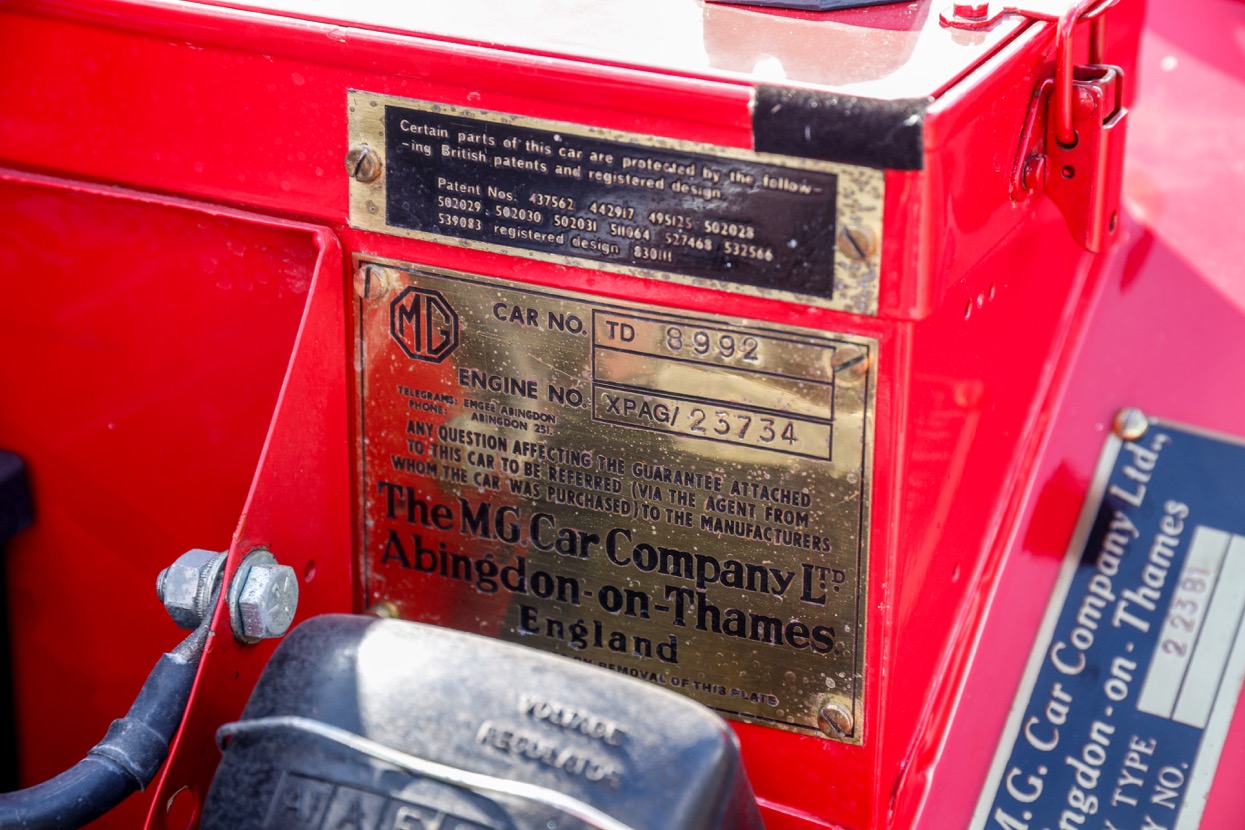 Certain parts of this car are protected by the follow-
-ing British patents and registered design.
Patent Nos. 437562 442917 495125 502028
502029 502030 502031 511064 527468 532566
539083 registered design 830111
MG
CAR NO. TD 8992
ENGINE NO. XPAG/23734
TELEGRAMS: EMGEE ABINGDON
PHONE: ABINGDON 251.
ANY QUESTION AFFECTING THE GUARANTEE ATTACHED
TO THIS CAR TO BE REFERRED (VIA THE AGENT FROM
WHOM THE CAR WAS PURCHASED) TO THE MANUFACTURERS
The M.G. Car Company LTD
Abingdon-on-Thames.
England
REMOVAL OF THIS PLATE
VOLTAGE
REGULATOR
M.G. Car Company Ltd.,
ngdon-on-Thames
TYPE 22381
NO.